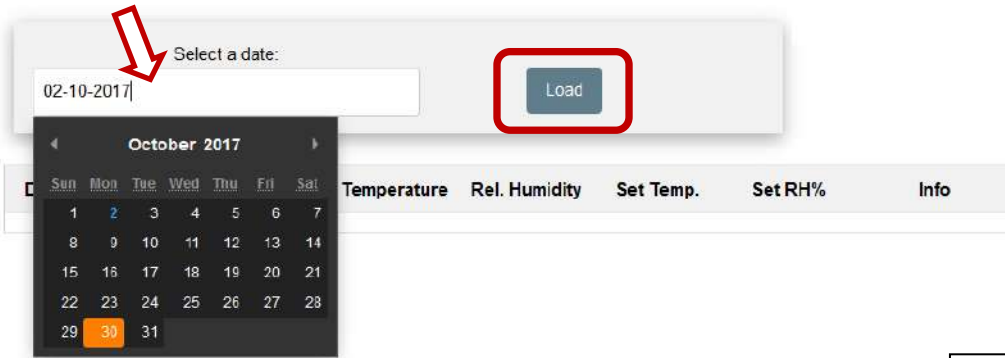 Select a date:
02-10-2017
Load
October 2017
D Temperature Rel. Humidity Set Temp. Set RH% Info
Sun Mon Tue Wed Thu Fri Sat
1 2 3 4 5 6 7
8 9 10 11 12 13 14
15 16 17 18 19 20 21
22 23 24 25 26 27 28
29 30 31